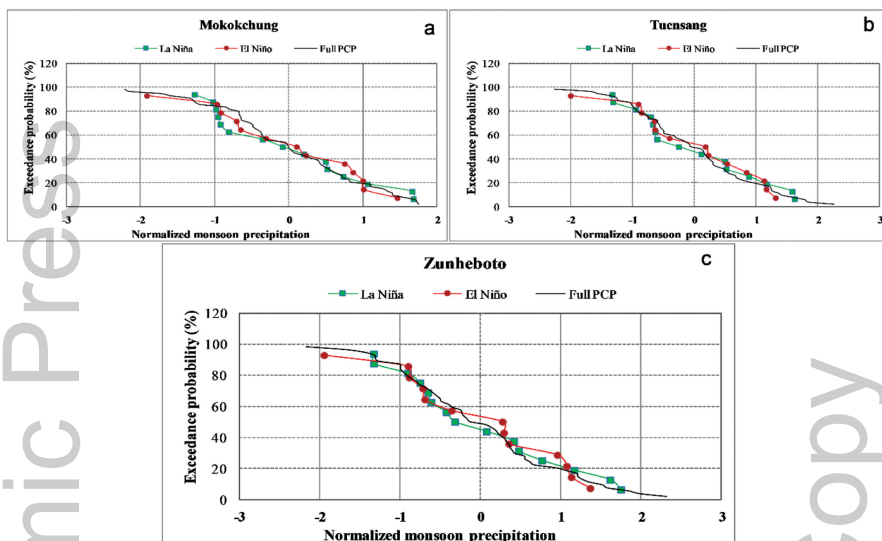 Mokokchung
a
La Niña El Niño Full PCP
Exceedance probability (%)
120
100
80
60
40
20
0
-3 -2 -1 0 1 2 3
Normalized monsoon precipitation
Tuensang
b
La Niña El Niño Full PCP
Exceedance probability (%)
120
100
80
60
40
20
0
-3 -2 -1 0 1 2 3
Normalized monsoon precipitation
Zunheboto
c
La Niña El Niño Full PCP
Exceedance probability (%)
120
100
80
60
40
20
0
-3 -2 -1 0 1 2 3
Normalized monsoon precipitation
mic Press
copy